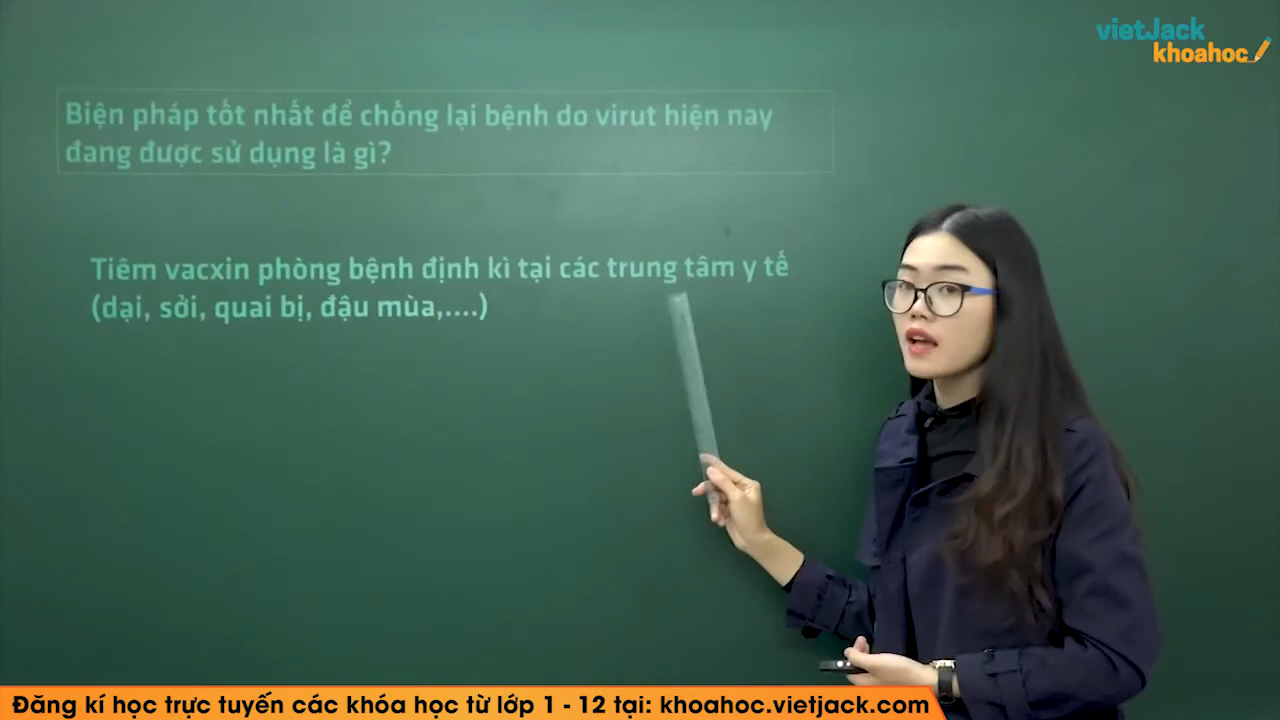 vietJack
khoahoc
Biện pháp tốt nhất để chống lại bệnh do virut hiện nay
đang được sử dụng là gì?
Tiêm vacxin phòng bệnh định kì tại các trung tâm y tế
(dại, sởi, quai bị, đậu mùa,....)
Đăng kí học trực tuyến các khóa học từ lớp 1 - 12 tại: khoahoc.vietjack.com